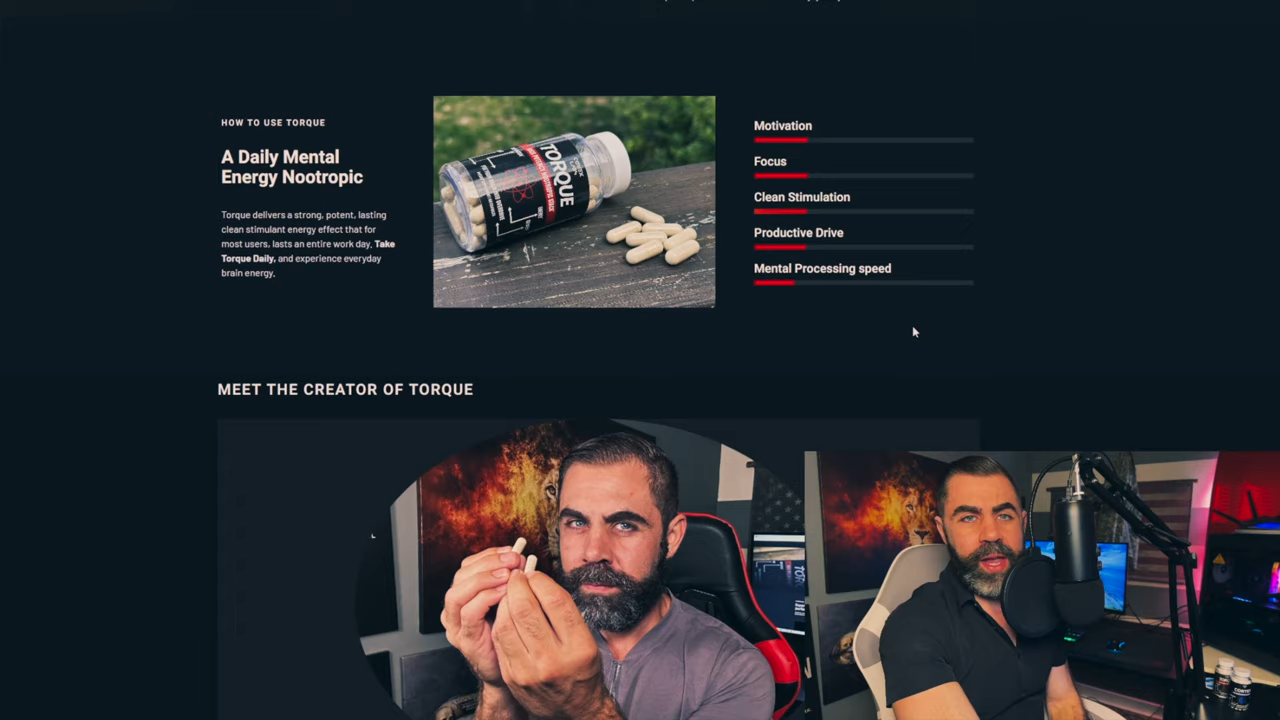 HOW TO USE TORQUE
A Daily Mental
Energy Nootropic
Torque delivers a strong, potent, lasting
clean stimulant energy effect that for
most users, lasts an entire work day. Take
Torque Daily, and experience everyday
brain energy.
TORQUE
Motivation
Focus
Clean Stimulation
Productive Drive
Mental Processing speed
MEET THE CREATOR OF TORQUE